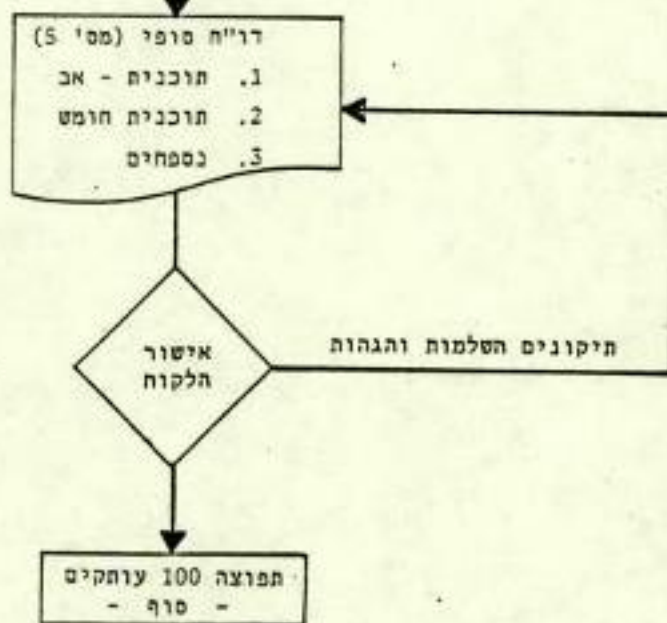 דו"ח סופי (מס' 5)
1. תוכנית - אב
2. תוכנית חומש
3. נספחים
אישור
הלקוח
תיקונים השלמות והגהות
תפוצה 100 עותקים
- סוף -